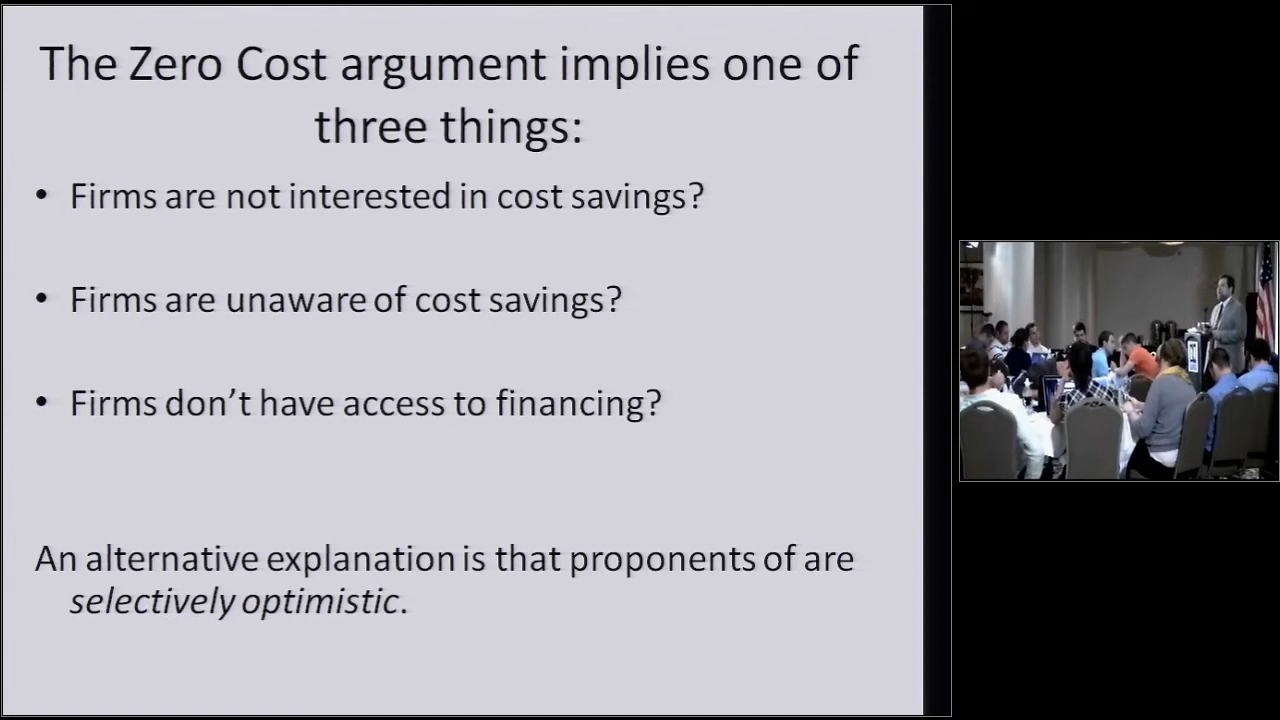 The Zero Cost argument implies one of
three things:
• Firms are not interested in cost savings?
• Firms are unaware of cost savings?
• Firms don't have access to financing?
An alternative explanation is that proponents of are
selectively optimistic.